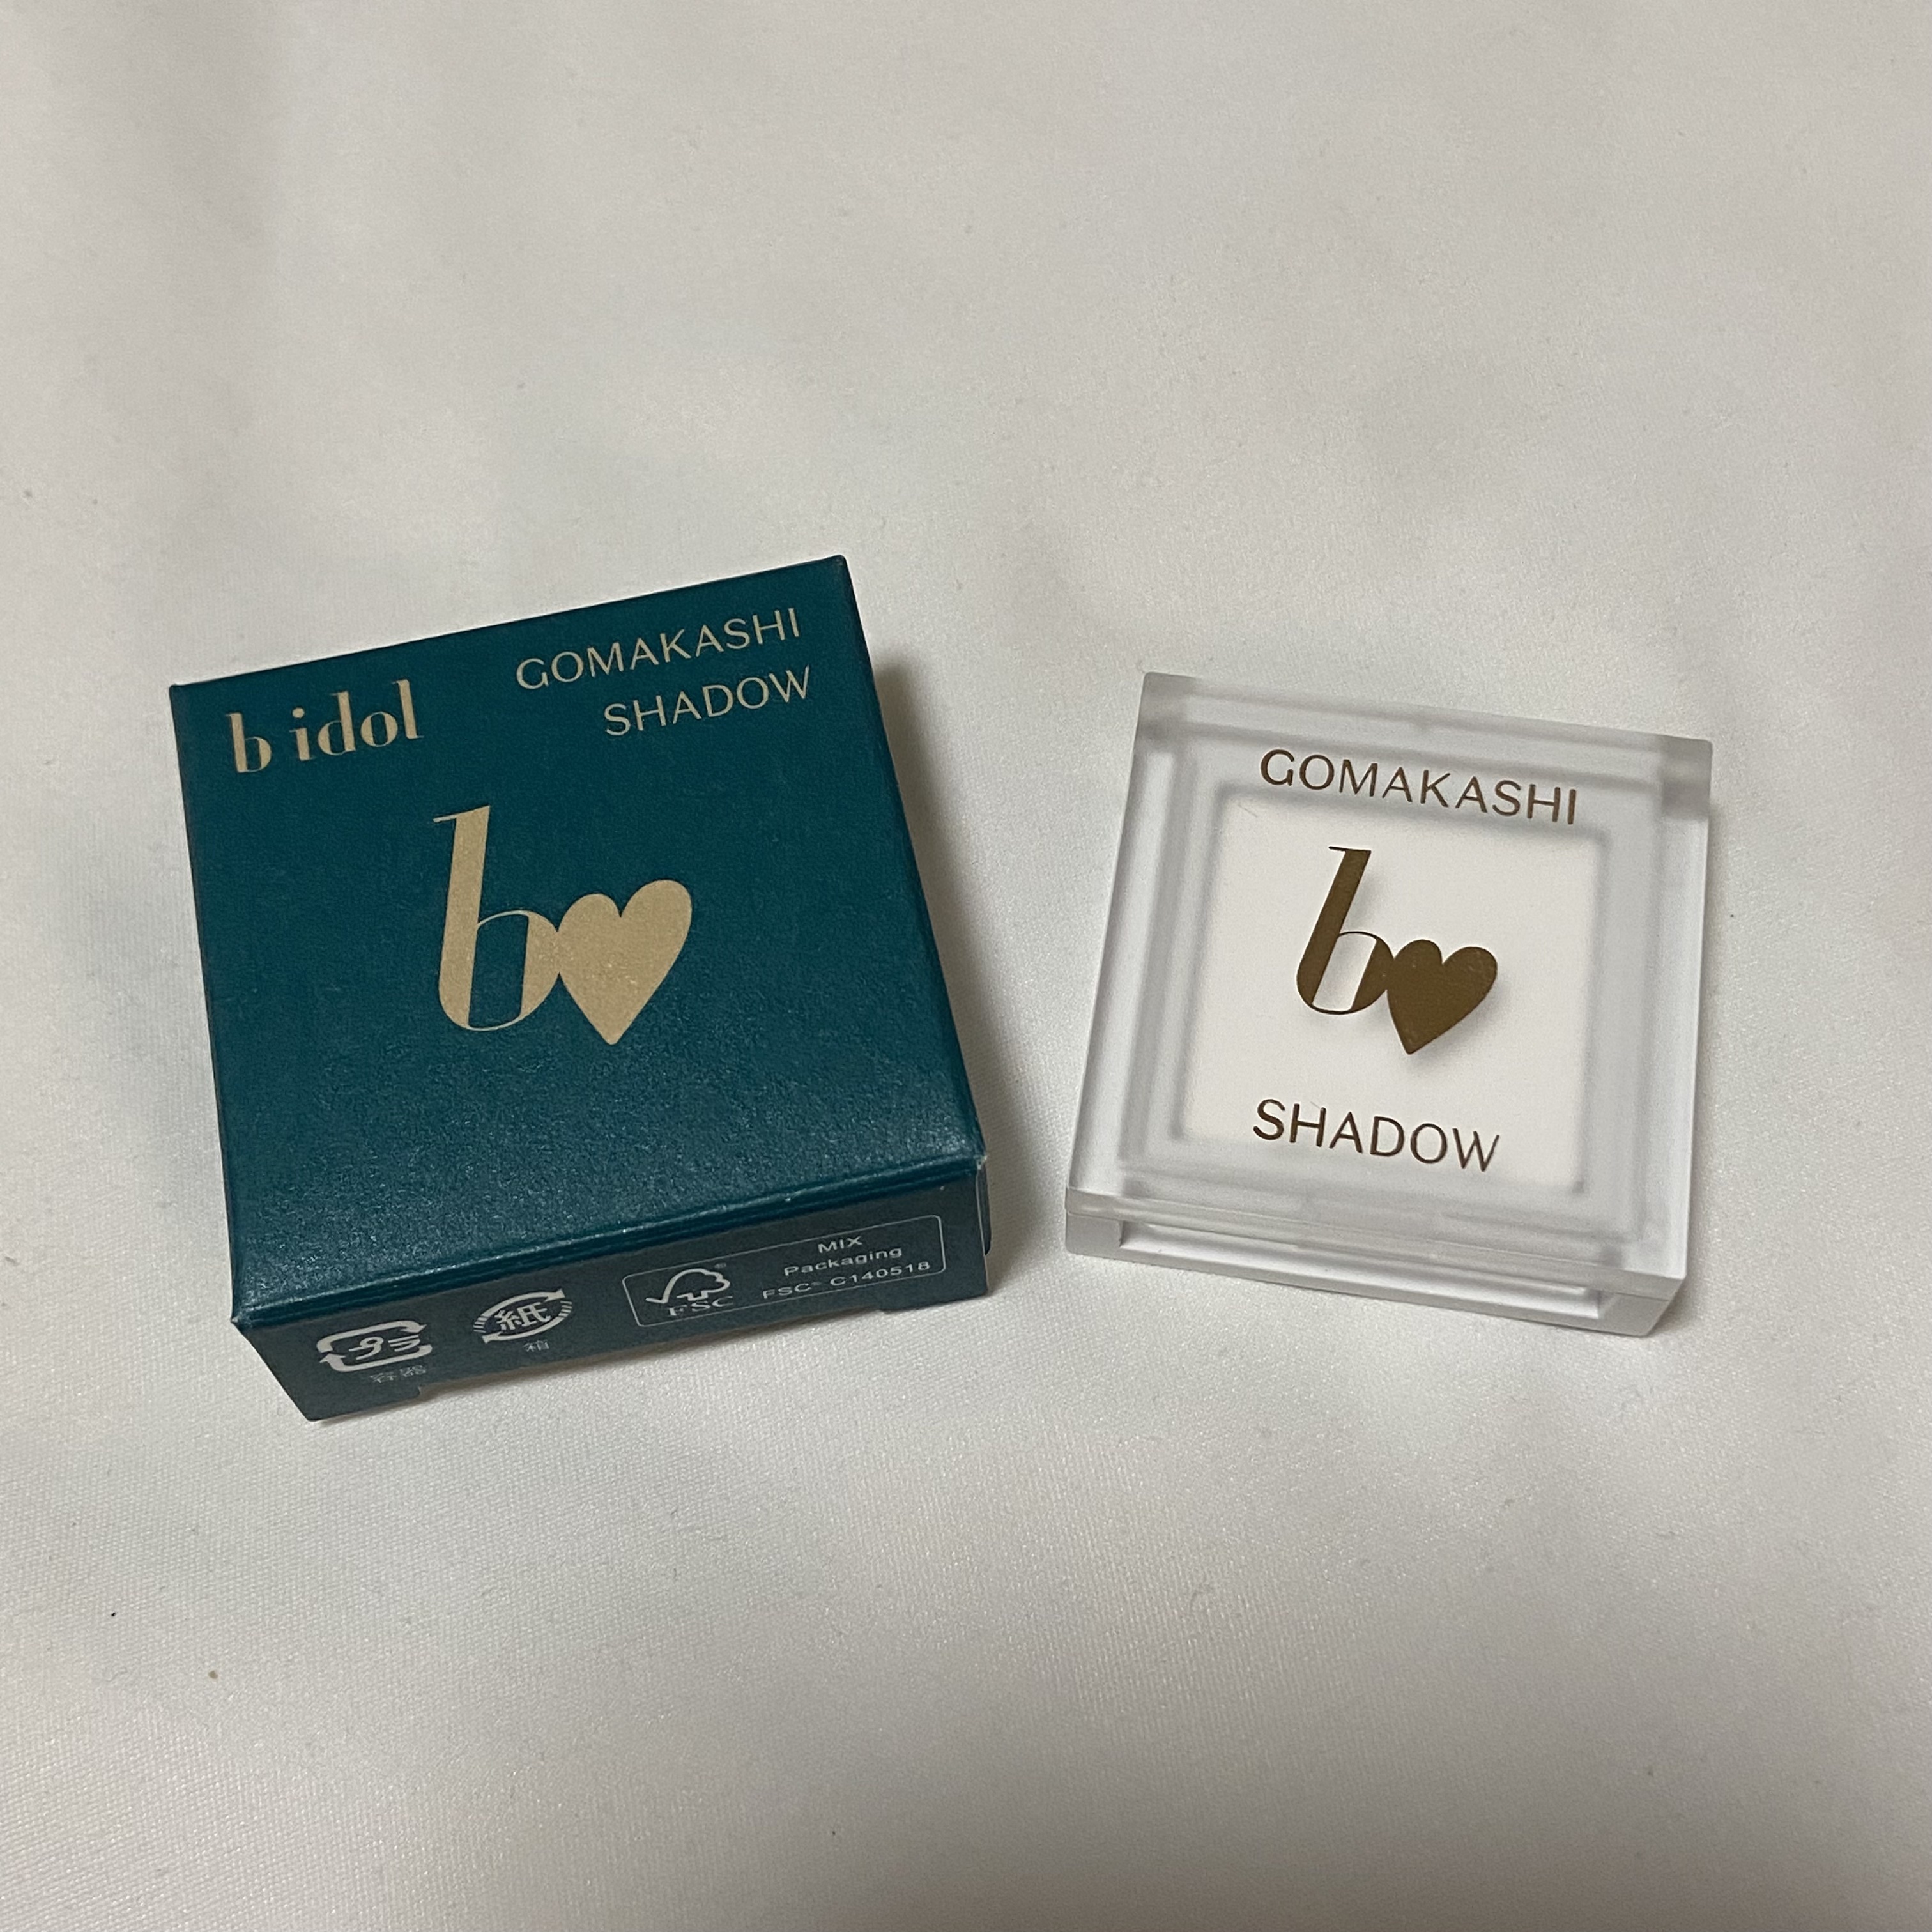 b idol
GOMAKASHI
SHADOW
b
プラ
容器
紙
箱
FSC
MIX
Packaging
FSC® C140518
GOMAKASHI
b
SHADOW